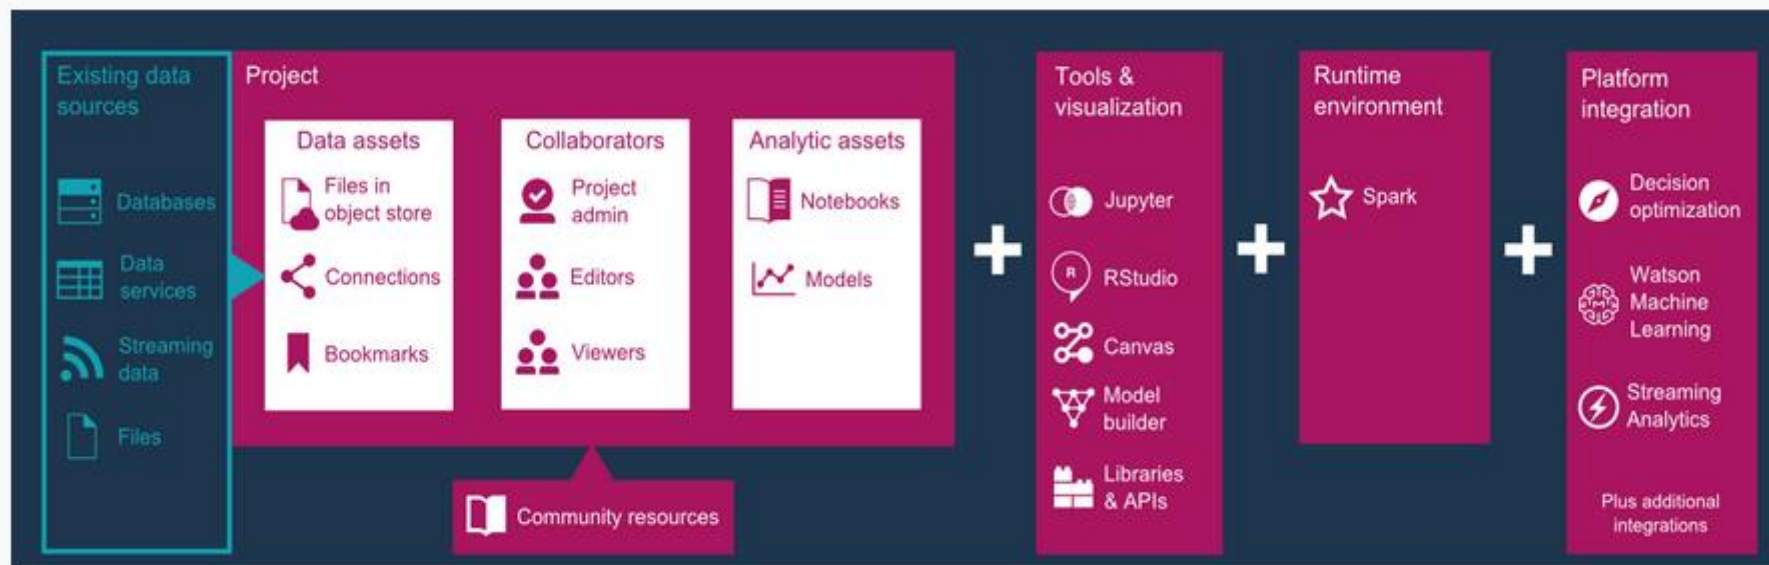 Existing data
sources
Databases
Data
services
Streaming
data
Files
Project
Data assets
Files in
object store
Connections
Bookmarks
Collaborators
Project
admin
Editors
Viewers
Analytic assets
Notebooks
Models
Community resources
Tools &
visualization
Jupyter
R
RStudio
Canvas
Model
builder
Libraries
& APIs
Runtime
environment
Spark
Platform
integration
Decision
optimization
Watson
Machine
Learning
Streaming
Analytics
Plus additional
integrations